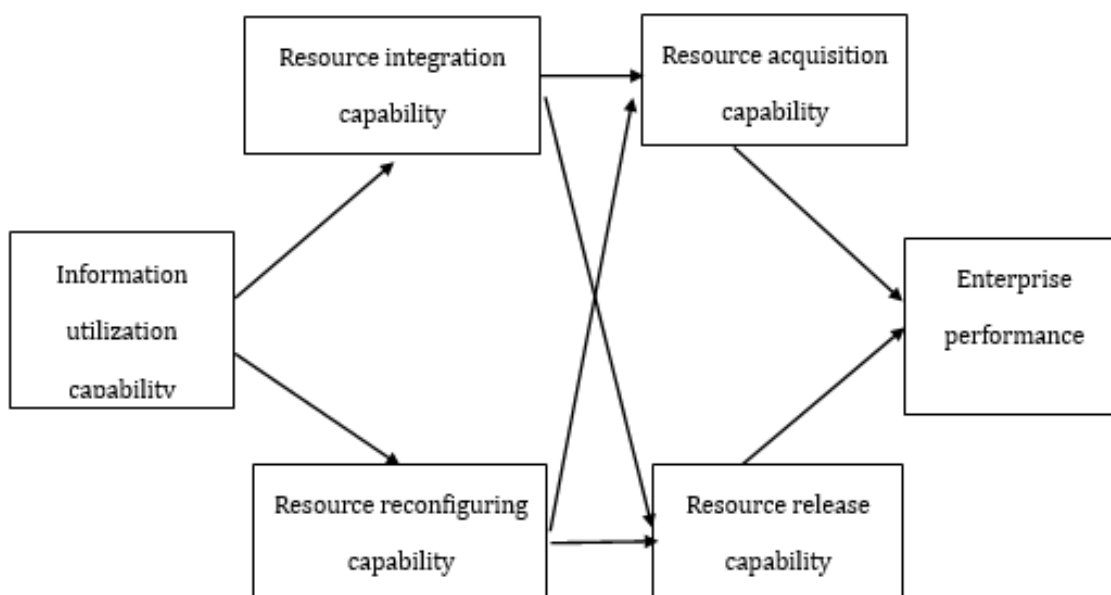 Resource integration
capability
Resource acquisition
capability
Information
utilization
capability
Enterprise
performance
Resource reconfiguring
capability
Resource release
capability